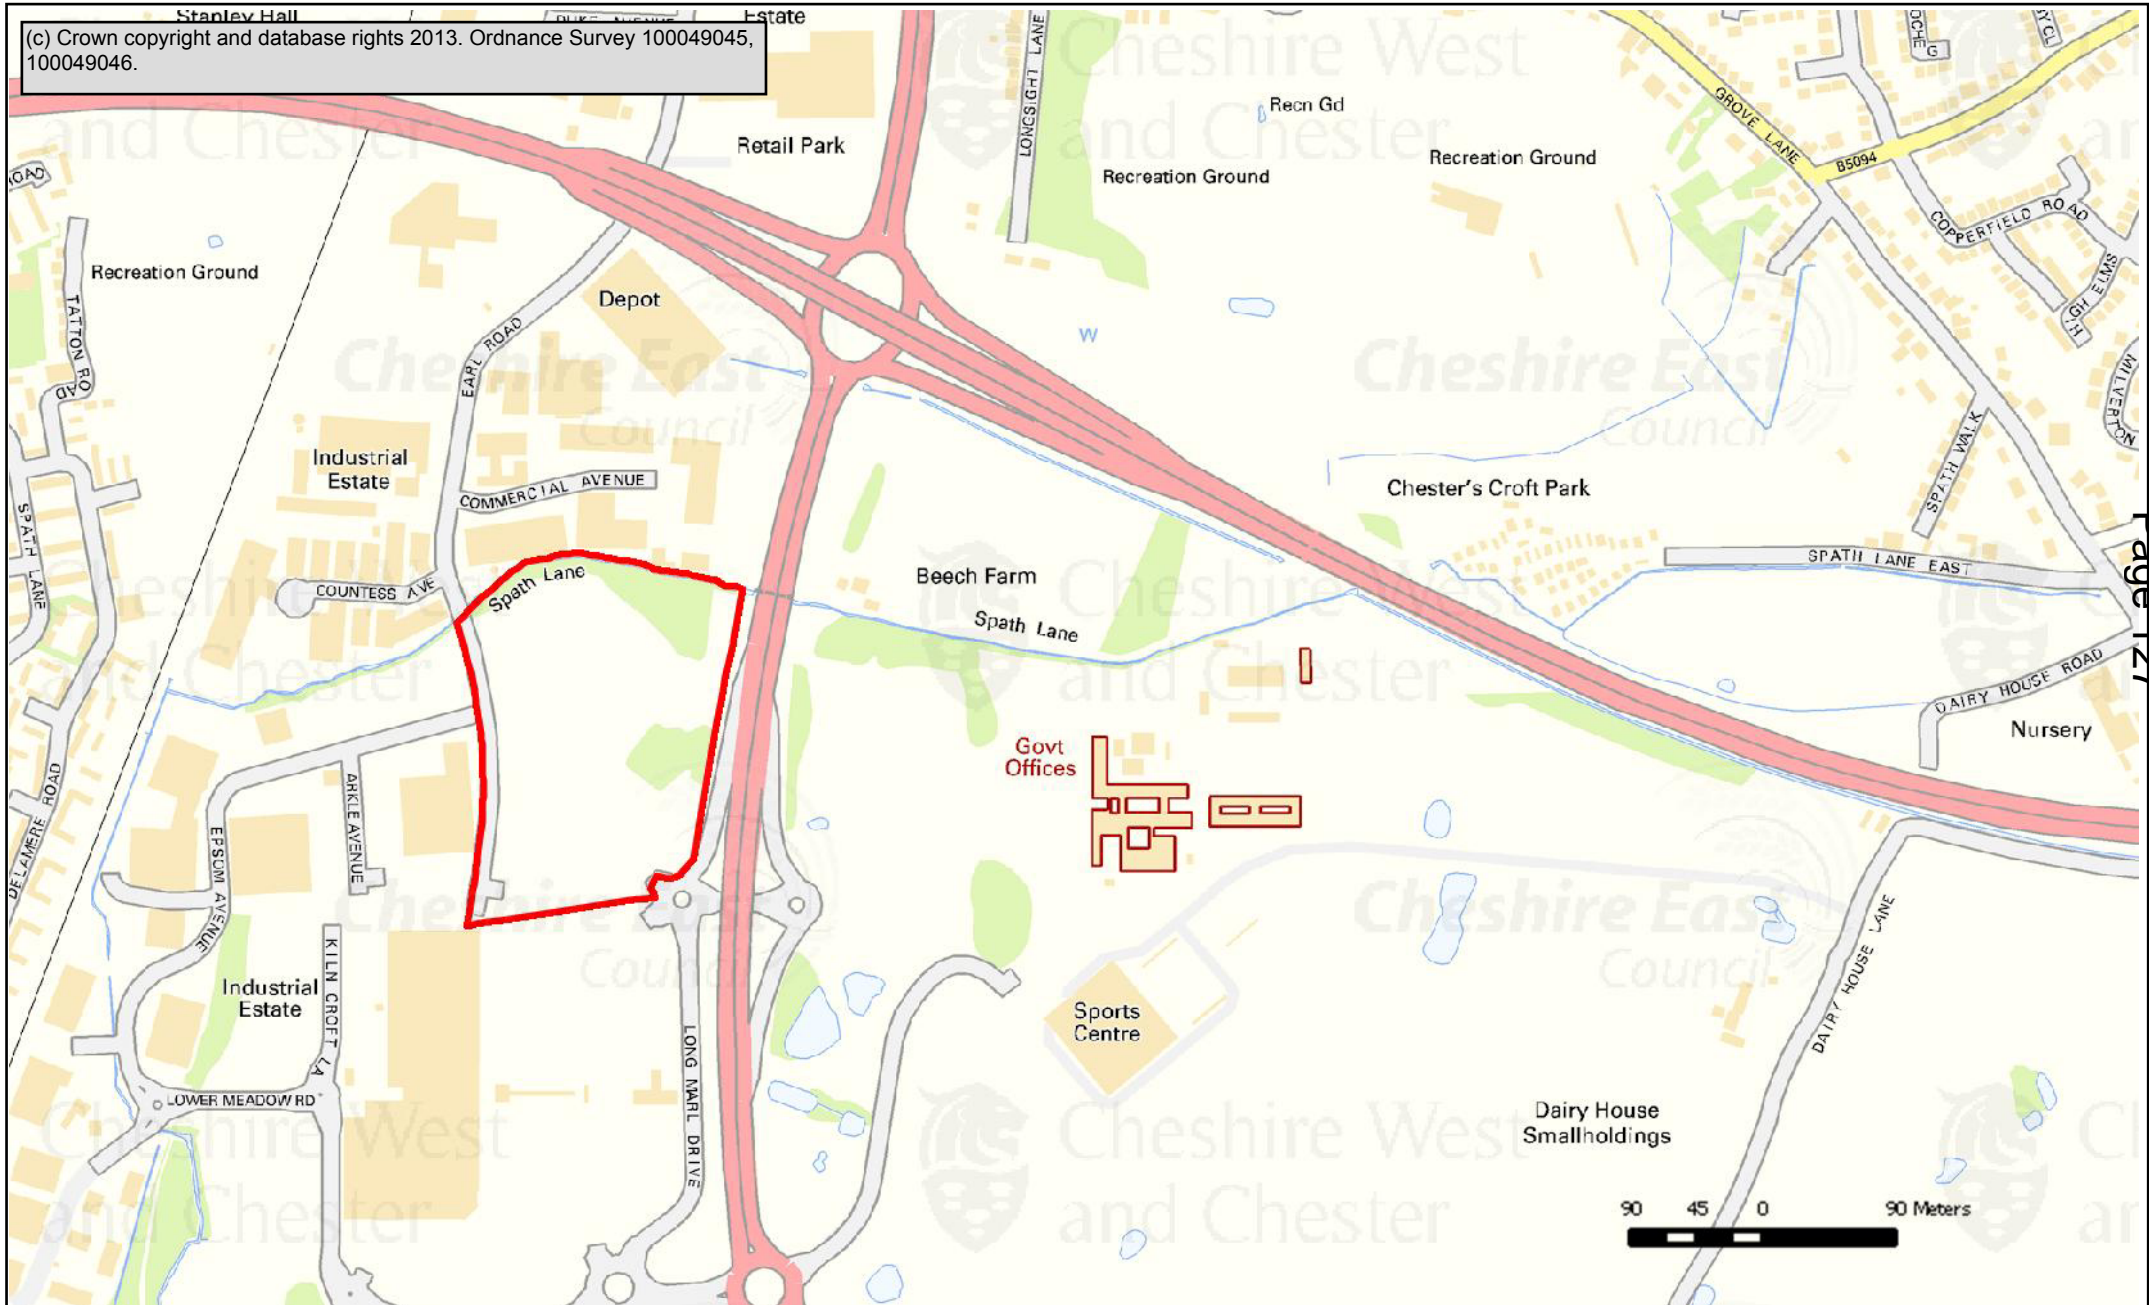 Stanley Hall
DUKE AVENUE
Estate
(c) Crown copyright and database rights 2013. Ordnance Survey 100049045,
100049046.
Retail Park
LONGSIGHT LANE
Recn Gd
Recreation Ground
Recreation Ground
GROVE LANE
B5094
COPPERFIELD ROAD
HIGH ELMS
MILVERTON
Recreation Ground
TATTON ROAD
Depot
EARL ROAD
W
Industrial
Estate
COMMERCIAL AVENUE
Chester's Croft Park
SPATH WALK
SPATH LANE EAST
SPATH LANE
COUNTESS AVE
Spath Lane
Beech Farm
Spath Lane
Page 127
DAIRY HOUSE ROAD
Nursery
Govt
Offices
DELAMERE ROAD
EPSOM AVENUE
ARKLE AVENUE
KILN CROFT LA
Industrial
Estate
LOWER MEADOW RD
LONG MARL DRIVE
Sports
Centre
DAIRY HOUSE LANE
Dairy House
Smallholdings
90 45 0 90 Meters
Cheshire West
and Chester
Cheshire East
Council